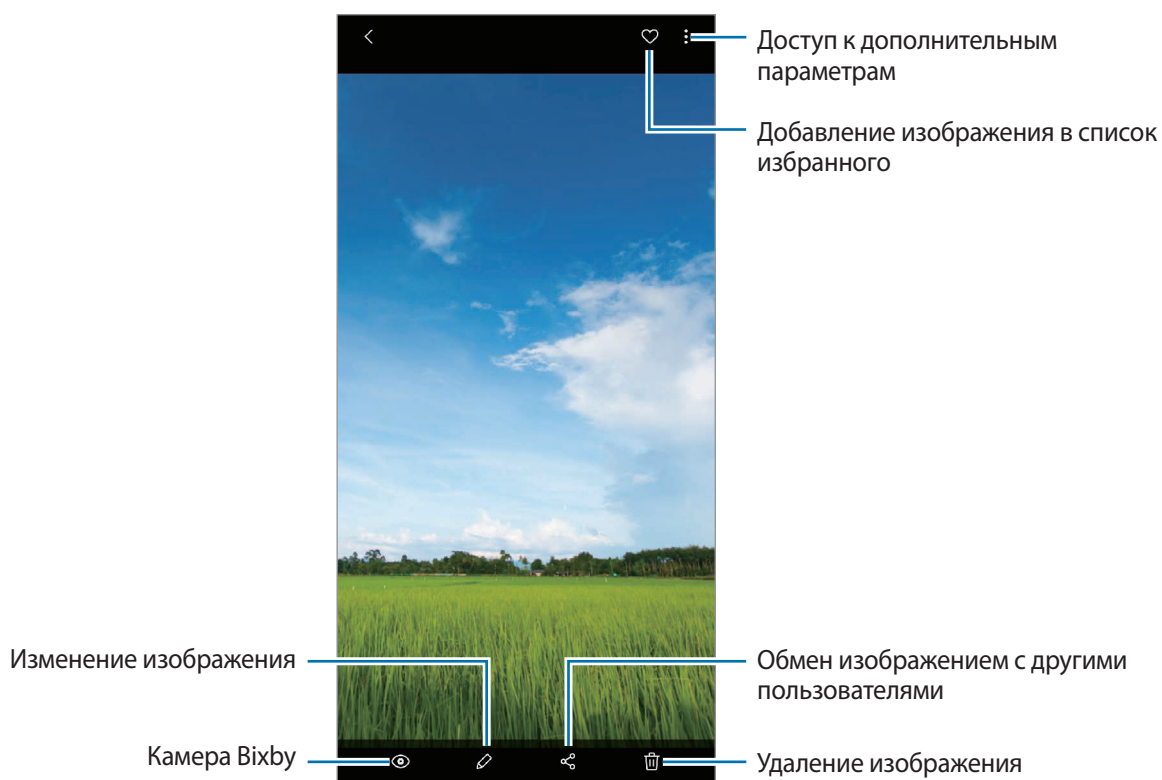 Доступ к дополнительным
параметрам
Добавление изображения в список
избранного
Изменение изображения
Обмен изображением с другими
пользователями
Камера Bixby
Удаление изображения